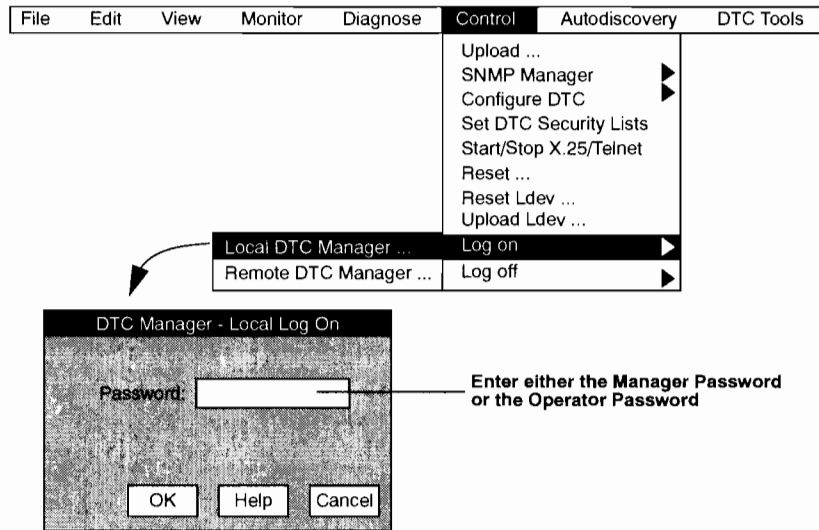 File Edit View Monitor Diagnose Control Autodiscovery DTC Tools
Upload ...
SNMP Manager
Configure DTC
Set DTC Security Lists
Start/Stop X.25/Telnet
Reset ...
Reset Ldev ...
Upload Ldev ...
Local DTC Manager ... Log on
Remote DTC Manager ... Log off
DTC Manager - Local Log On
Password:
Enter either the Manager Password
or the Operator Password
OK Help Cancel